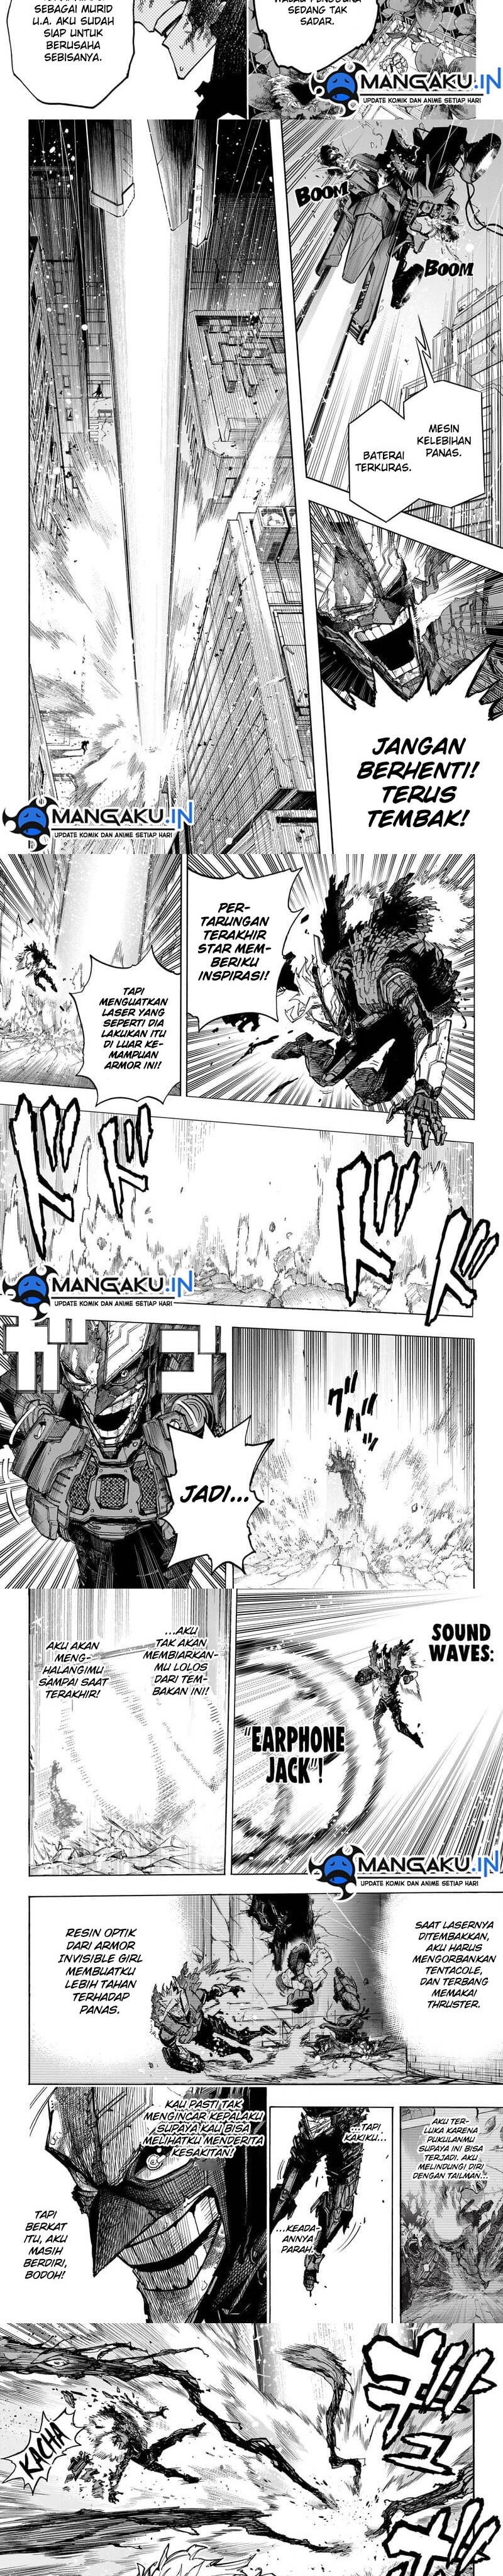 SEBAGAI MURID
U.A. AKU SUDAH
SIAP UNTUK
BERUSAHA
SEBISANYA.
SEDANG TAK
SADAR.
MANGAKU.IN
UPDATE KOMIK DAN ANIME SETIAP HARI
BOOM
BOOM
MESIN
KELEBIHAN
PANAS.
BATERAI
TERKURAS.
JANGAN
BERHENTI!
TERUS
TEMBAK!
MANGAKU.IN
UPDATE KOMIK DAN ANIME SETIAP HARI
PER-
TARUNGAN
TERAKHIR
STAR MEM-
BERIKU
INSPIRASI!
TAPI
MENGUATKAN
LASER YANG
SEPERTI DIA
LAKUKAN ITU
DI LUAR KE-
MAMPUAN
ARMOR INI!
ド ド
ド ド
MANGAKU.IN
UPDATE KOMIK DAN ANIME SETIAP HARI
JADI...
SOUND
WAVES:
"EARPHONE
JACK"!
...AKU
TAK AKAN
MEMBIARKAN-
MU LOLOS
DARI TEM-
BAKAN INI!
AKU AKAN
MENG-
HALANGIMU
SAMPAI SAAT
TERAKHIR!
MANGAKU.IN
UPDATE KOMIK DAN ANIME SETIAP HARI
SAAT LASERNYA
DITEMBAKKAN,
AKU HARUS
MENGORBANKAN
TENTACOLE,
DAN TERBANG
MEMAKAI
THRUSTER.
RESIN OPTIK
DARI ARMOR
INVISIBLE GIRL
MEMBUATKU
LEBIH TAHAN
TERHADAP
PANAS.
AKU TER-
LUKA KARENA
PUKULANMU
SUPAYA INI BISA
TERJADI. AKU
MELINDUNGI DIRI
DENGAN TAILMAN...
...TAPI
KAKIKU...
...KEADA-
ANNYA
PARAH.
KAU PASTI TAK
MENGINCAR KEPALAKU
SUPAYA KAU BISA
MELIHATKU MENDERITA
KESAKITAN!
TAPI
BERKAT
ITU, AKU
MASIH
BERDIRI,
BODOH!
KACHA